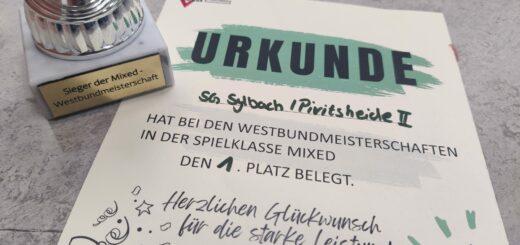 URKUNDE
Sieger der Mixed -
Westbundmeisterschaft
SG Sylbach / Pivitsheide II
HAT BEI DEN WESTBUNDMEISTERSCHAFTEN
IN DER SPIELKLASSE MIXED
DEN 1. PLATZ BELEGT.
Herzlichen Glückwunsch
für die starke Leistung